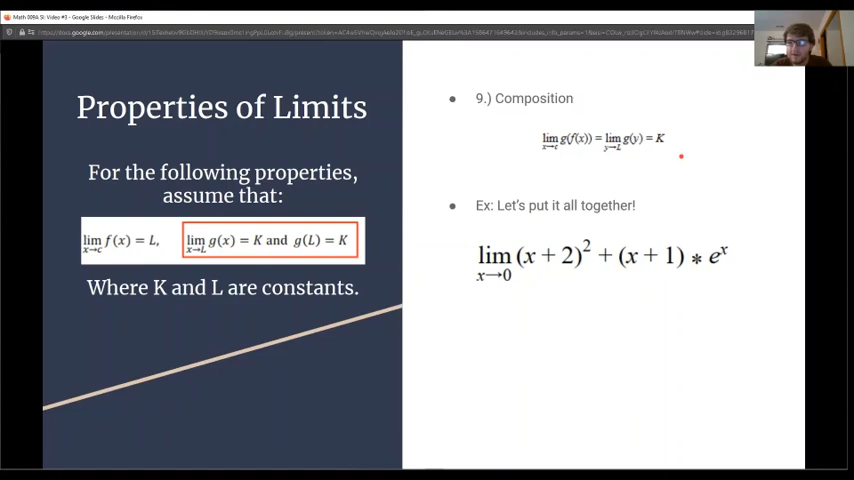 Math 009A SI: Video #3 - Google Slides - Mozilla Firefox
Properties of Limits
For the following properties,
assume that:
lim f(x) = L, lim g(x) = K and g(L) = K
x→c x→L
Where K and L are constants.
● 9.) Composition
lim g(f(x)) = lim g(y) = K
x→c y→L
● Ex: Let's put it all together!
lim (x + 2)² + (x + 1) * eˣ
x→0